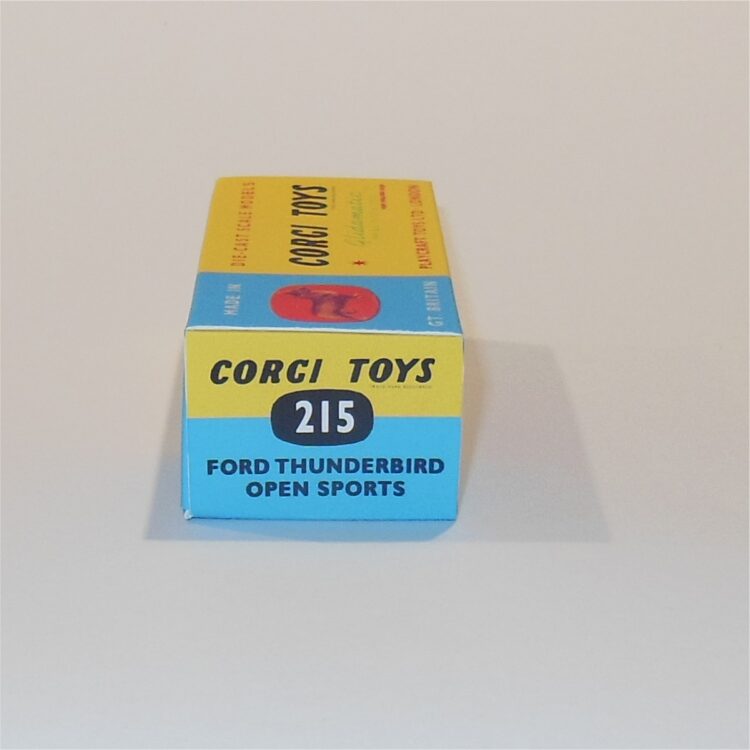 DIE-CAST SCALE MODELS
CORGI TOYS
Glidamatic
PLAYCRAFT TOYS LTD. LONDON
MADE IN
GT. BRITAIN
CORGI TOYS
215
FORD THUNDERBIRD
OPEN SPORTS